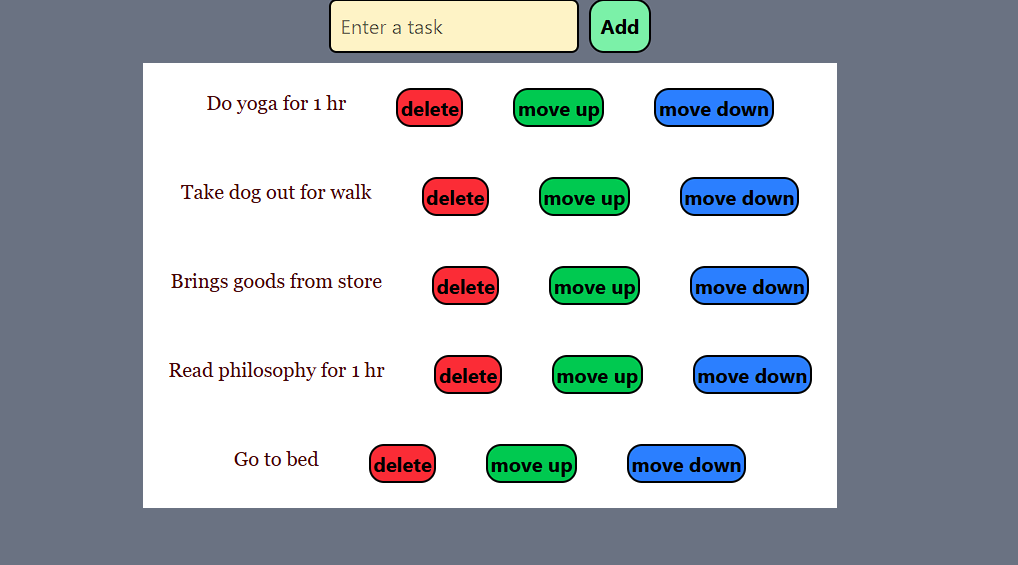 Enter a task Add
Do yoga for 1 hr delete move up move down
Take dog out for walk delete move up move down
Brings goods from store delete move up move down
Read philosophy for 1 hr delete move up move down
Go to bed delete move up move down